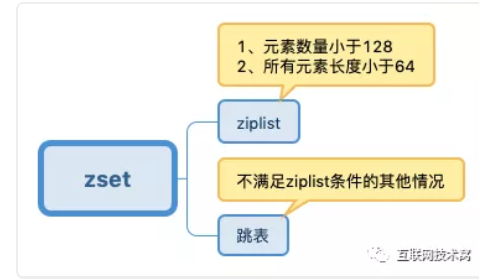 1、元素数量小于128
2、所有元素长度小于64
ziplist
zset
不满足ziplist条件的其他情况
跳表
互联网技术窝